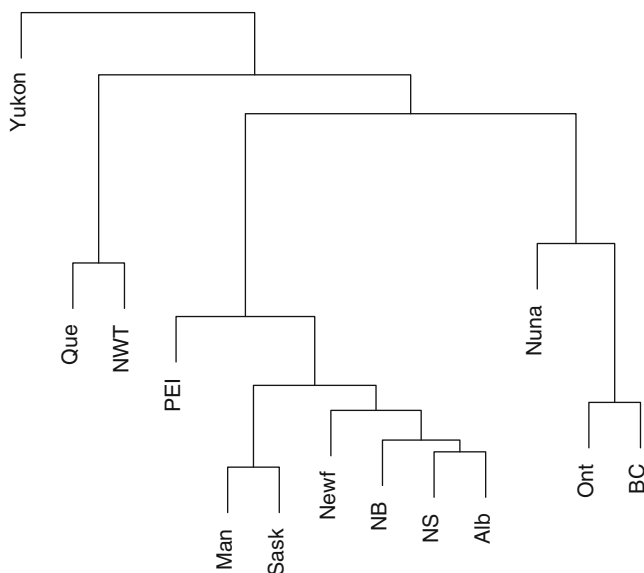 Yukon
Que
NWT
PEI
Man
Sask
Newf
NB
NS
Alb
Nuna
Ont
BC